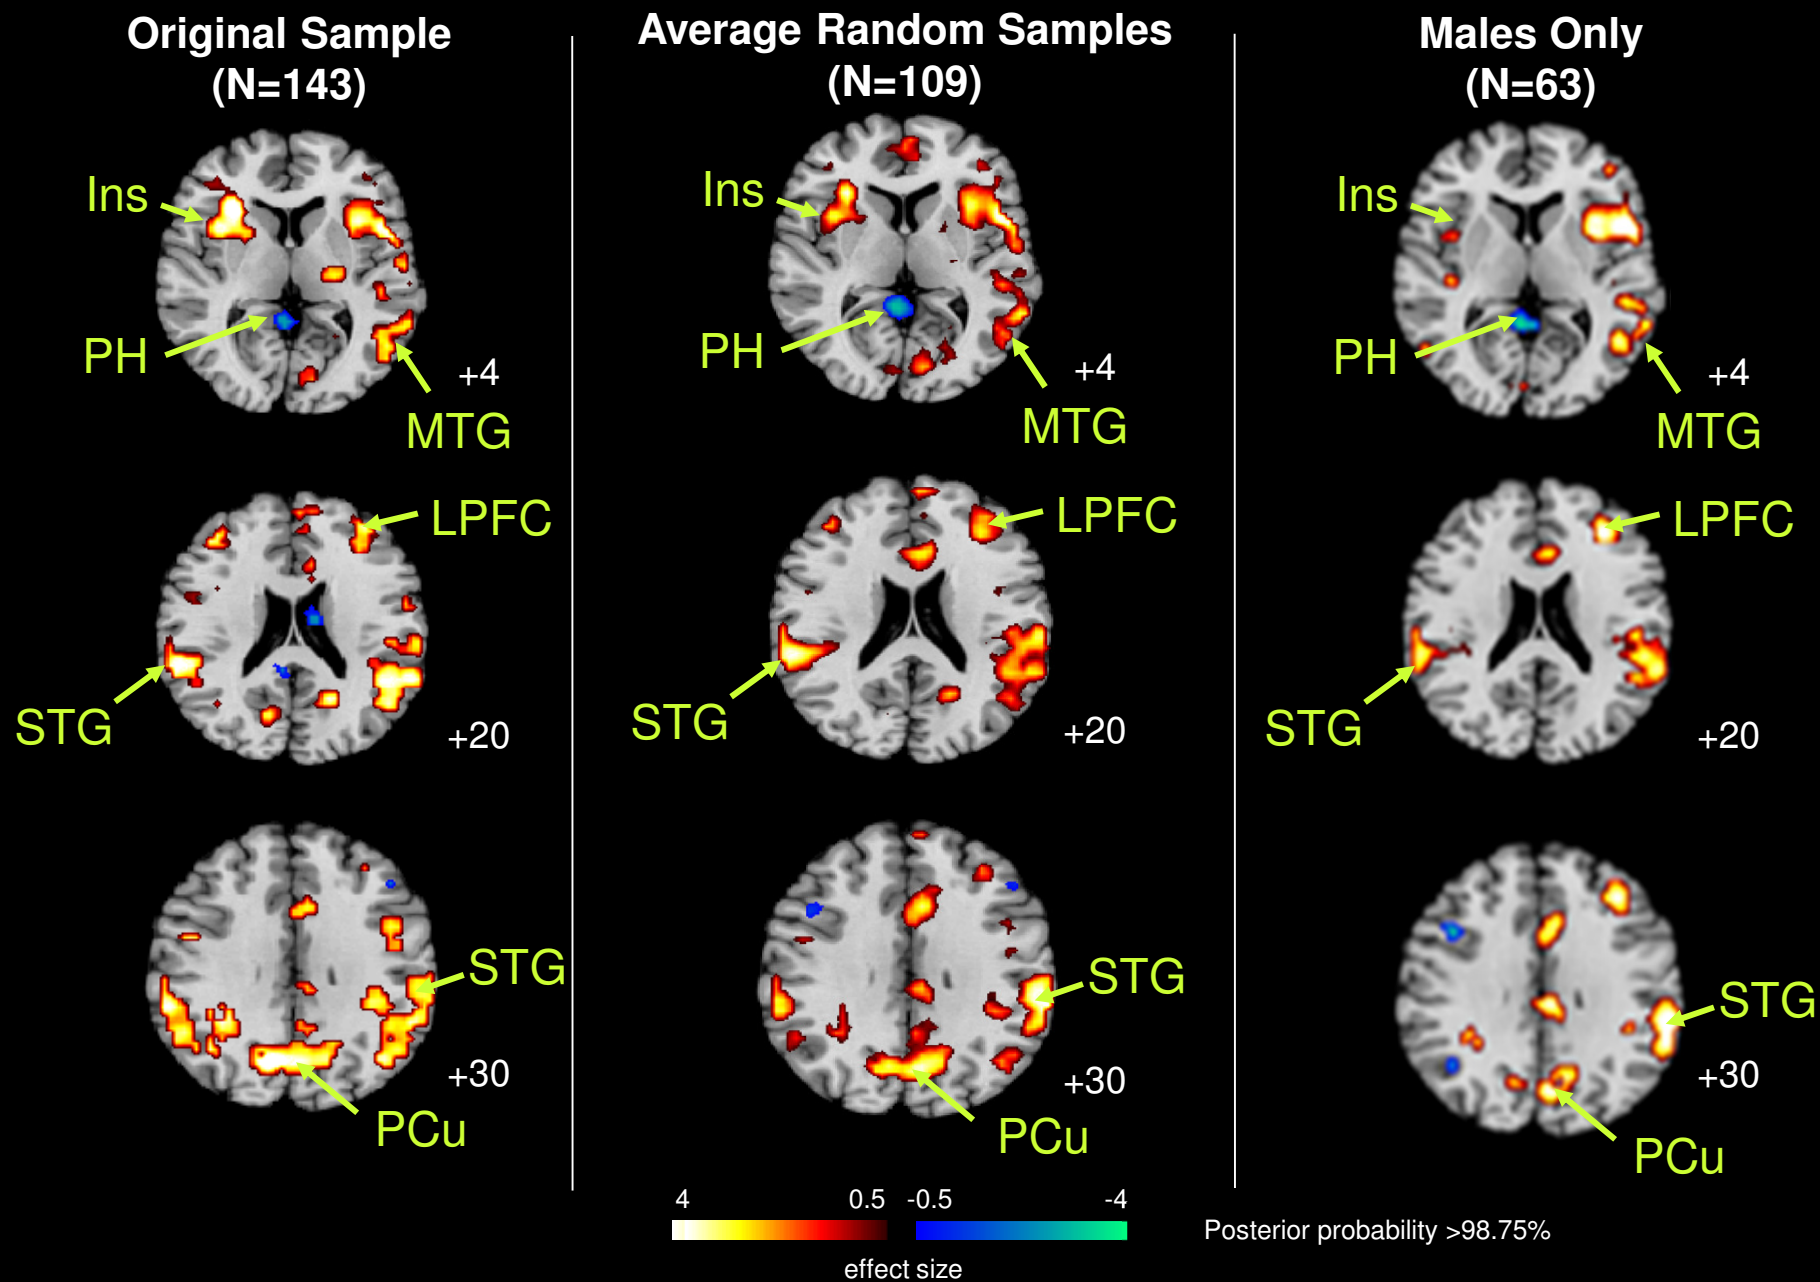 Original Sample
(N=143)
Ins
PH
+4
MTG
LPFC
STG
+20
STG
+30
PCu
Average Random Samples
(N=109)
Ins
PH
+4
MTG
LPFC
STG
+20
STG
+30
PCu
Males Only
(N=63)
Ins
PH
+4
MTG
LPFC
STG
+20
STG
+30
PCu
4 0.5 -0.5 -4
effect size
Posterior probability >98.75%